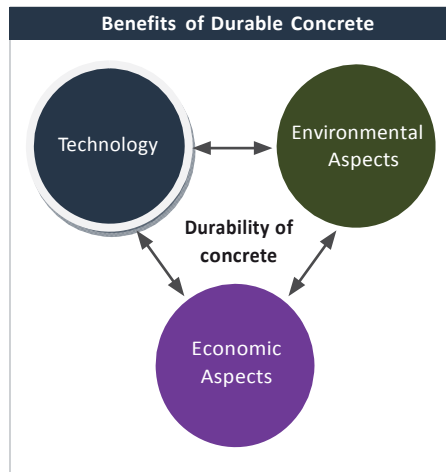 Benefits of Durable Concrete
Technology
Environmental
Aspects
Durability of
concrete
Economic
Aspects